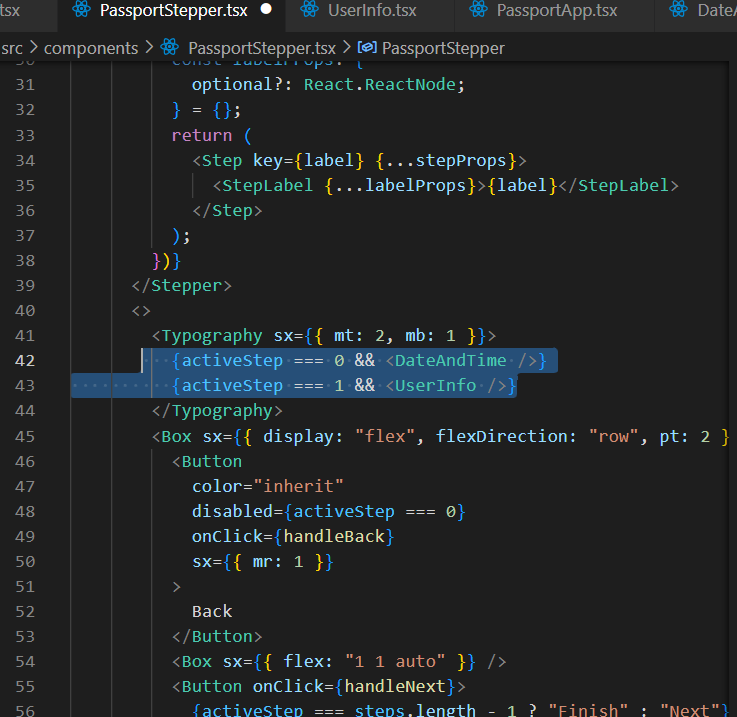 tsx PassportStepper.tsx UserInfo.tsx PassportApp.tsx
src > components > PassportStepper.tsx > PassportStepper
30 const labelProps: {
31 optional?: React.ReactNode;
32 } = {};
33 return (
34 <Step key={label} {...stepProps}>
35 <StepLabel {...labelProps}>{label}</StepLabel>
36 </Step>
37 );
38 })}
39 </Stepper>
40 <>
41 <Typography sx={{ mt: 2, mb: 1 }}>
42 {activeStep === 0 && <DateAndTime />}
43 {activeStep === 1 && <UserInfo />}
44 </Typography>
45 <Box sx={{ display: "flex", flexDirection: "row", pt: 2 }
46 <Button
47 color="inherit"
48 disabled={activeStep === 0}
49 onClick={handleBack}
50 sx={{ mr: 1 }}
51 >
52 Back
53 </Button>
54 <Box sx={{ flex: "1 1 auto" }} />
55 <Button onClick={handleNext}>
56 {activeStep === steps.length - 1 ? "Finish" : "Next"}